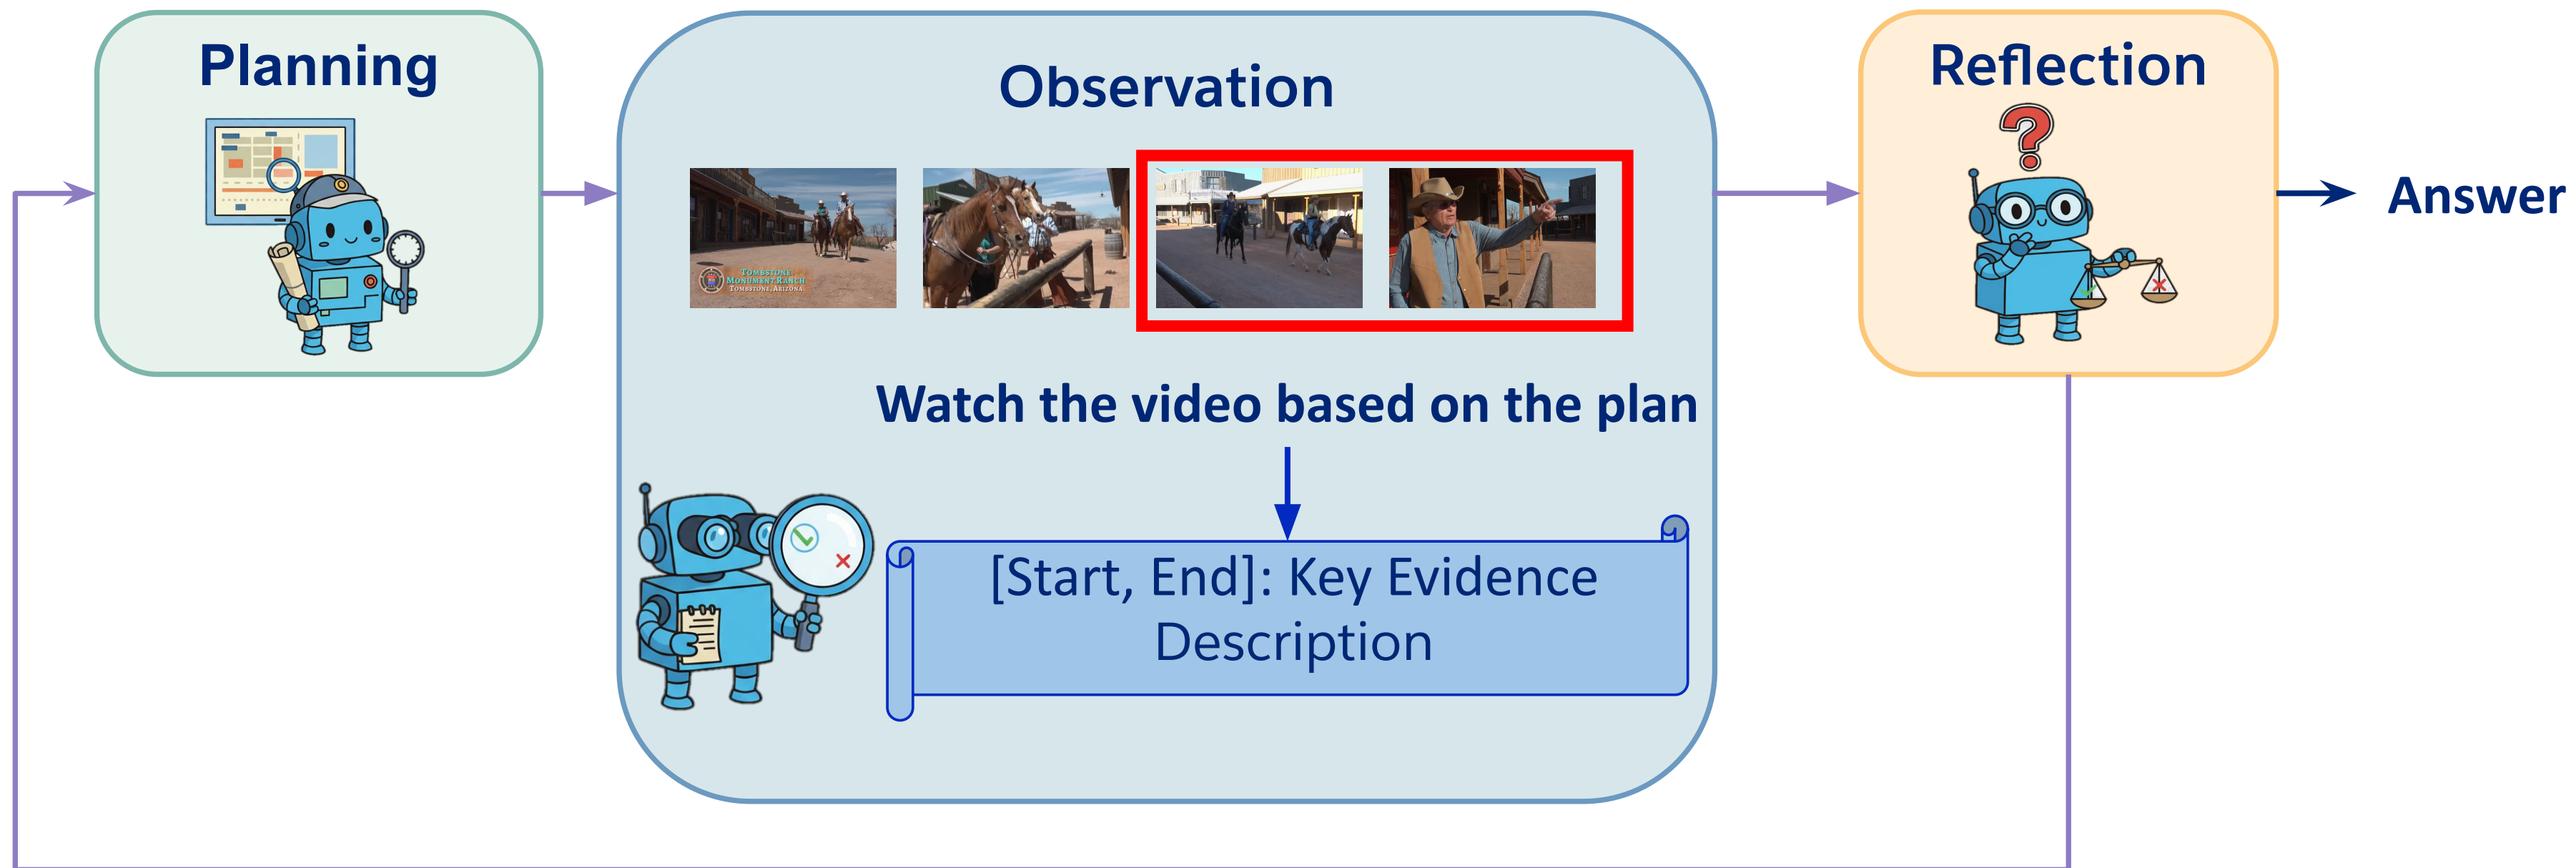 Planning
Observation
TOMBSTONE
MONUMENT RANCH
TOMBSTONE, ARIZONA
Watch the video based on the plan
[Start, End]: Key Evidence
Description
Reflection
?
Answer